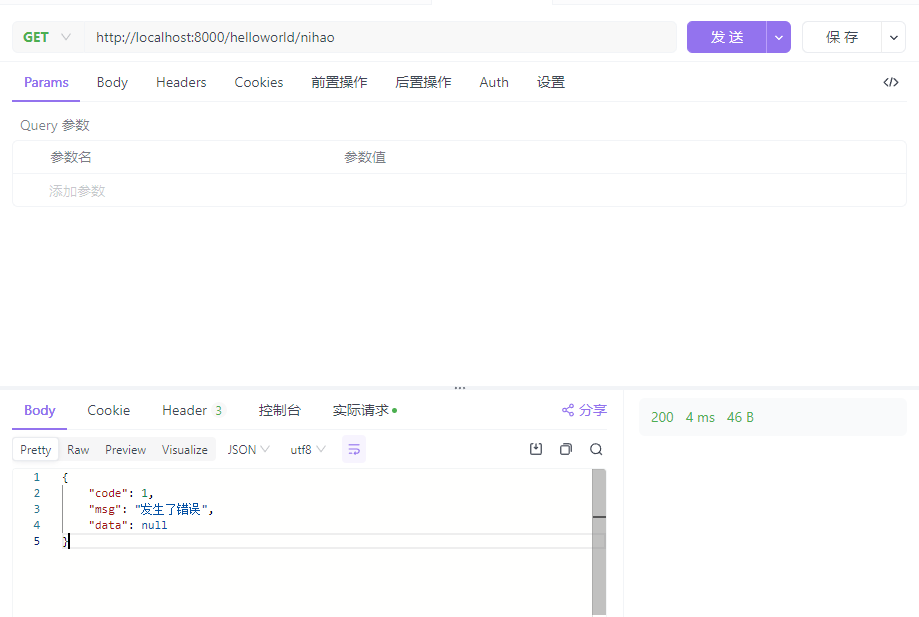 GET http://localhost:8000/helloworld/nihao 发 送 保 存
Params Body Headers Cookies 前置操作 后置操作 Auth 设置 </>
Query 参数
参数名 参数值
添加参数
Body Cookie Header 3 控制台 实际请求 分享
200 4 ms 46 B
Pretty Raw Preview Visualize JSON utf8
1 {
2 "code": 1,
3 "msg": "发生了错误",
4 "data": null
5 }